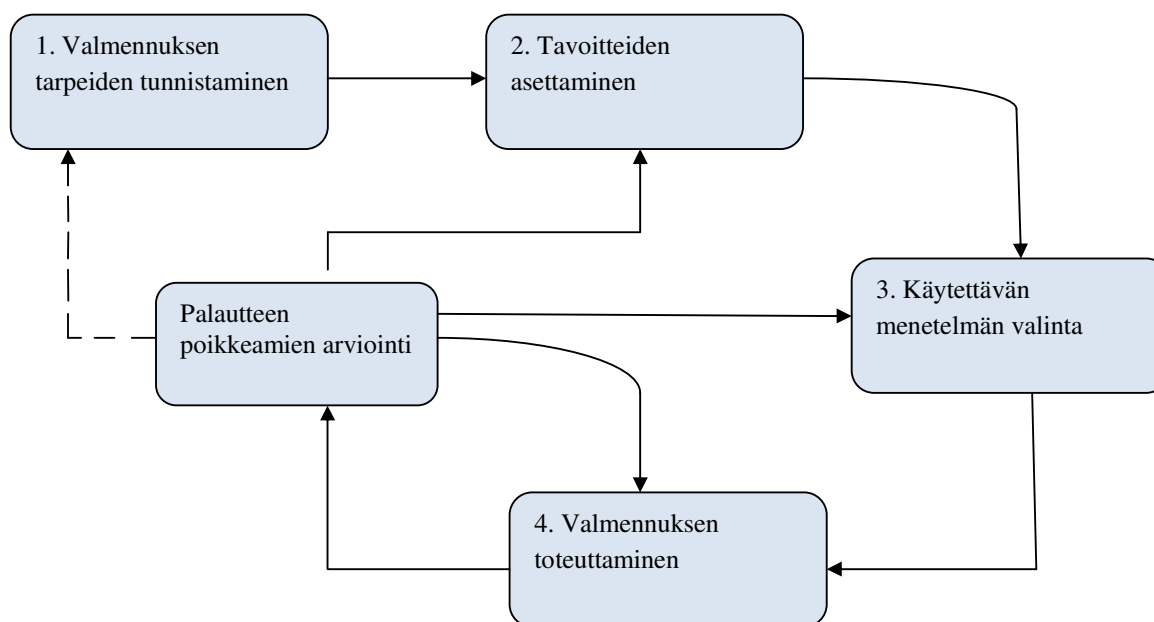 1. Valmennuksen
tarpeiden tunnistaminen
2. Tavoitteiden
asettaminen
3. Käytettävän
menetelmän valinta
Palautteen
poikkeamien arviointi
4. Valmennuksen
toteuttaminen